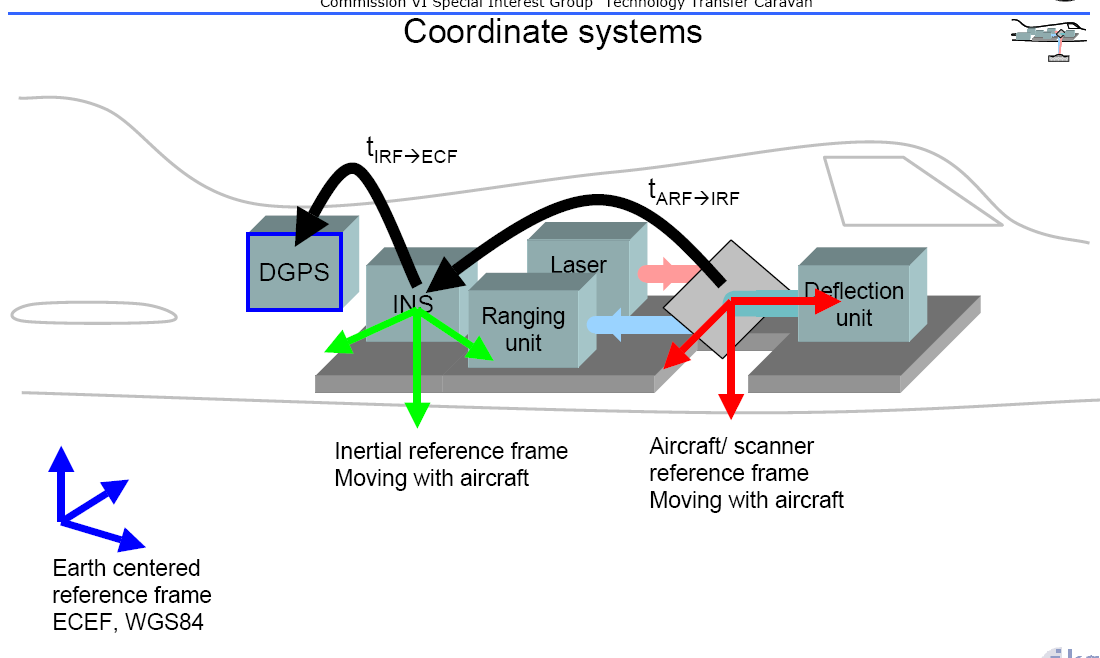 Commission VI Special Interest Group "Technology Transfer Caravan"
Coordinate systems
tIRF→ECF
tARF→IRF
DGPS
INS
Laser
Ranging
unit
Deflection
unit
Inertial reference frame
Moving with aircraft
Aircraft/ scanner
reference frame
Moving with aircraft
Earth centered
reference frame
ECEF, WGS84